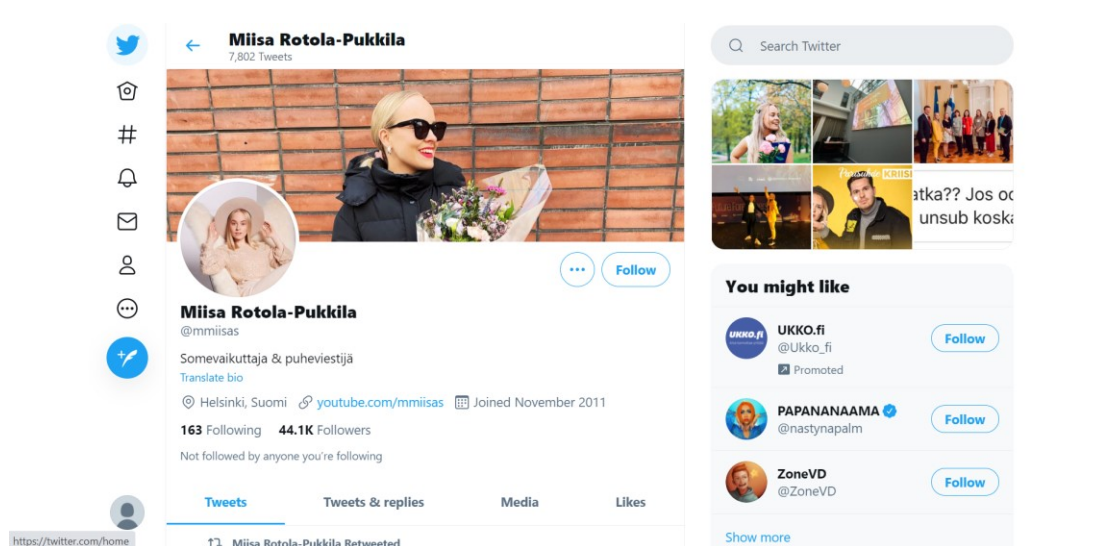 Miisa Rotola-Pukkila
7,802 Tweets
Follow
Miisa Rotola-Pukkila
@mmiisas
Somevaikuttaja & puheviestijä
Translate bio
Helsinki, Suomi youtube.com/mmiisas Joined November 2011
163 Following 44.1K Followers
Not followed by anyone you're following
Tweets Tweets & replies Media Likes
Miisa Rotola-Pukkila Retweeted
https://twitter.com/home
Search Twitter
KRIISI
atka?? Jos od
unsub koska
You might like
UKKO.fi
UKKO.fi
@Ukko_fi
Follow
Promoted
PAPANANAAMA
@nastynapalm
Follow
ZoneVD
@ZoneVD
Follow
Show more